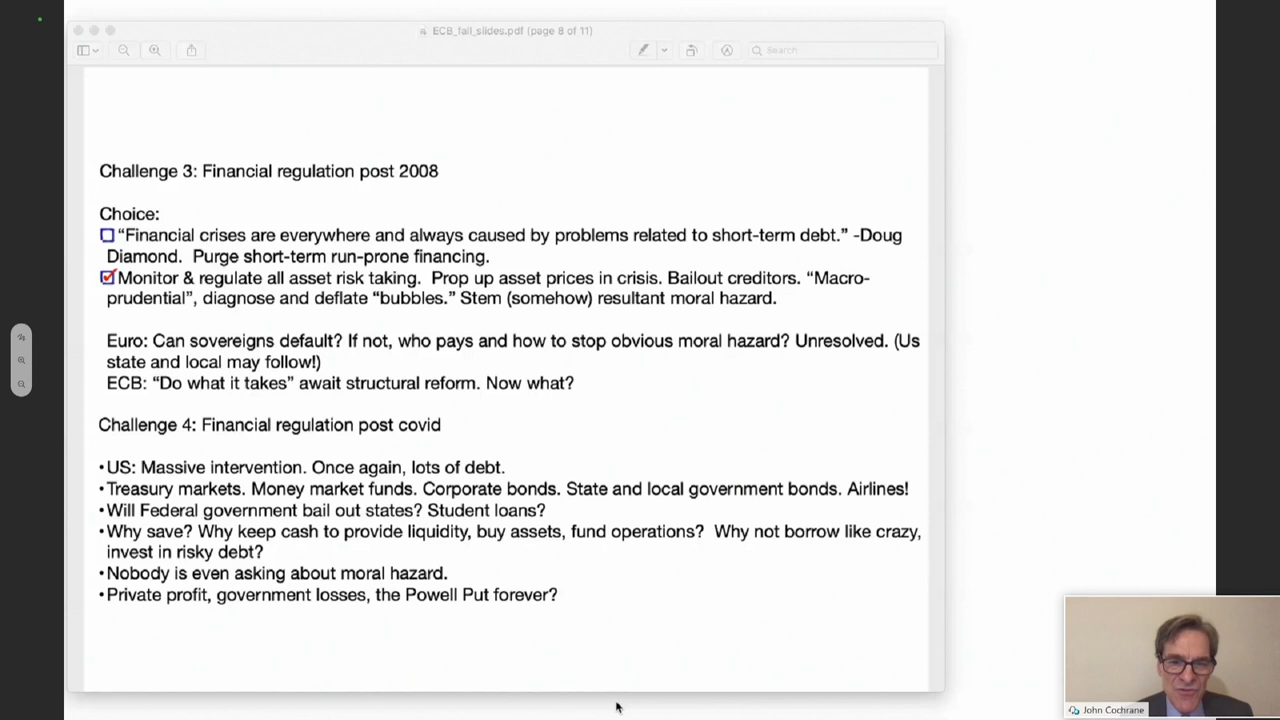 ECB_fall_slides.pdf (page 8 of 11)
Search
Challenge 3: Financial regulation post 2008
Choice:
“Financial crises are everywhere and always caused by problems related to short-term debt.” -Doug
Diamond.  Purge short-term run-prone financing.
Monitor & regulate all asset risk taking.  Prop up asset prices in crisis. Bailout creditors. “Macro-
prudential”, diagnose and deflate “bubbles.” Stem (somehow) resultant moral hazard.
Euro: Can sovereigns default? If not, who pays and how to stop obvious moral hazard? Unresolved. (Us
state and local may follow!)
ECB: “Do what it takes” await structural reform. Now what?
Challenge 4: Financial regulation post covid
•US: Massive intervention. Once again, lots of debt.
•Treasury markets. Money market funds. Corporate bonds. State and local government bonds. Airlines!
•Will Federal government bail out states? Student loans?
•Why save? Why keep cash to provide liquidity, buy assets, fund operations?  Why not borrow like crazy,
invest in risky debt?
•Nobody is even asking about moral hazard.
•Private profit, government losses, the Powell Put forever?
John Cochrane